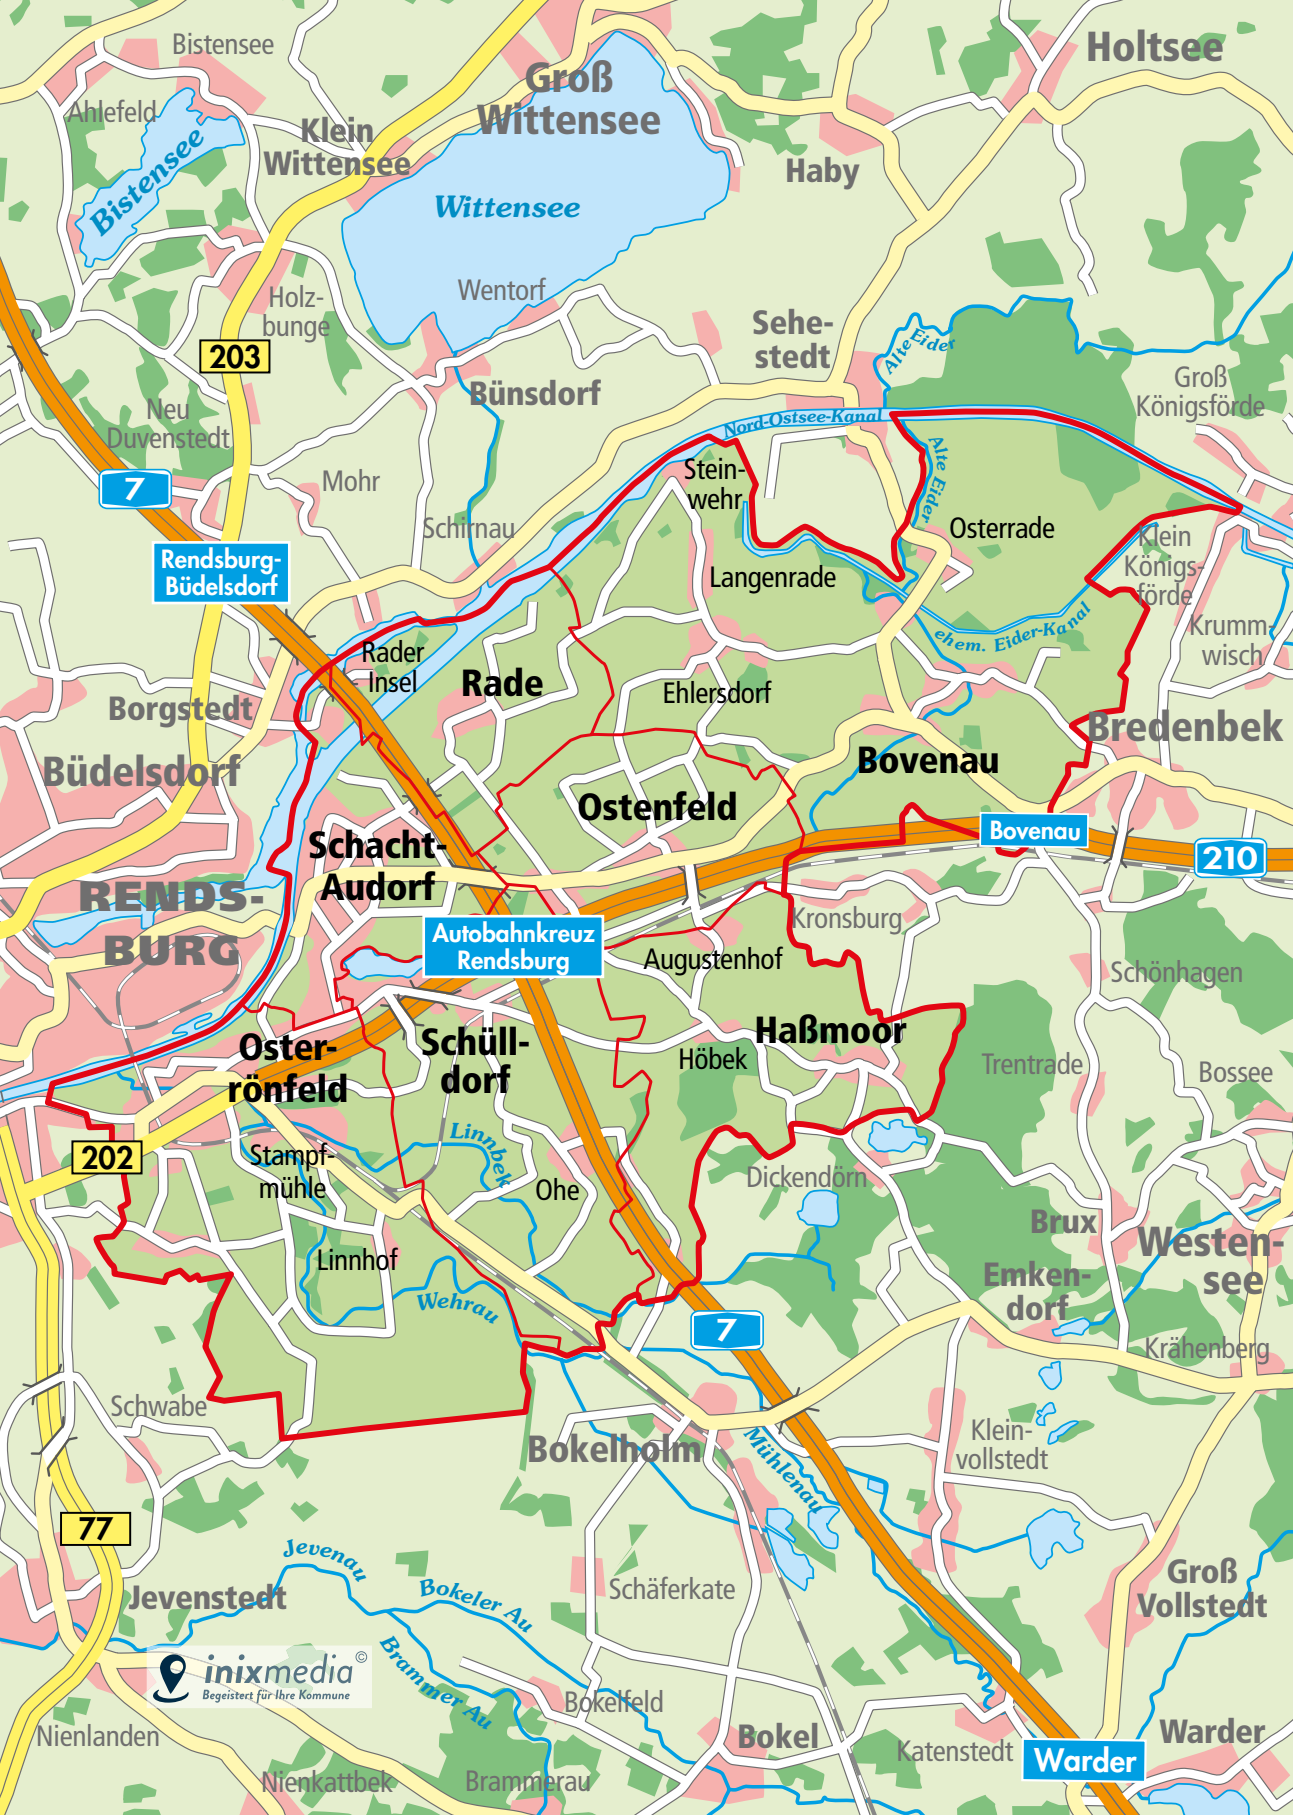 Bistensee
Holtsee
Groß
Wittensee
Ahlefeld
Klein
Wittensee
Bistensee
Haby
Wittensee
Wentorf
Holz-
bunge
Sehe-
stedt
Alte Eider
203
Bünsdorf
Groß
Königsförde
Neu
Duvenstedt
Nord-Ostsee-Kanal
7
Mohr
Stein-
wehr
Alte Eider
Schirnau
Osterrade
Klein
Königs-
förde
Rendsburg-
Büdelsdorf
Langenrade
ehem. Eider-Kanal
Krumm-
wisch
Rader
Insel
Rade
Ehlersdorf
Borgstedt
Bredenbek
Büdelsdorf
Bovenau
Ostenfeld
Bovenau
Schacht-
Audorf
210
RENDS-
BURG
Kronsburg
Autobahnkreuz
Rendsburg
Augustenhof
Schönhagen
Haßmoor
Oster-
rönfeld
Schüll-
dorf
Höbek
Trentrade
Bossee
202
Stampf-
mühle
Linnbek
Ohe
Dickendörn
Brux
Westen-
see
Linnhof
Emken-
dorf
Wehrau
7
Krähenberg
Schwabe
Bokelholm
Mühlenau
Klein-
vollstedt
77
Jevenau
Jevenstedt
Bokeler Au
Schäferkate
Groß
Vollstedt
Brammer Au
inixmedia©
Begeistert für Ihre Kommune
Bokelfeld
Nienlanden
Bokel
Katenstedt
Warder
Warder
Nienkattbek
Brammerau